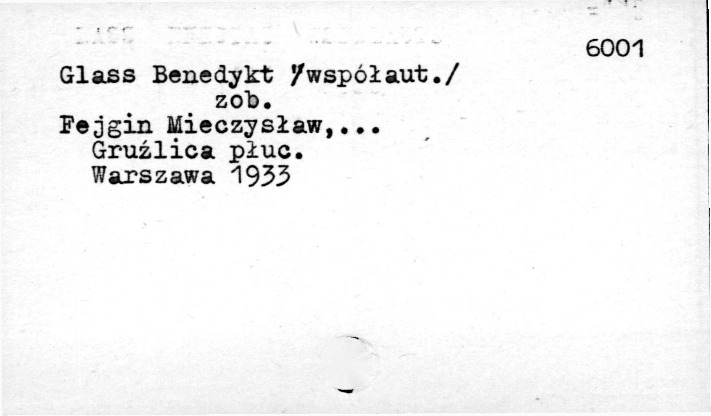 6001
Glass Benedykt /współaut./
zob.
Fejgin Mieczysław,...
Gruźlica płuc.
Warszawa 1933